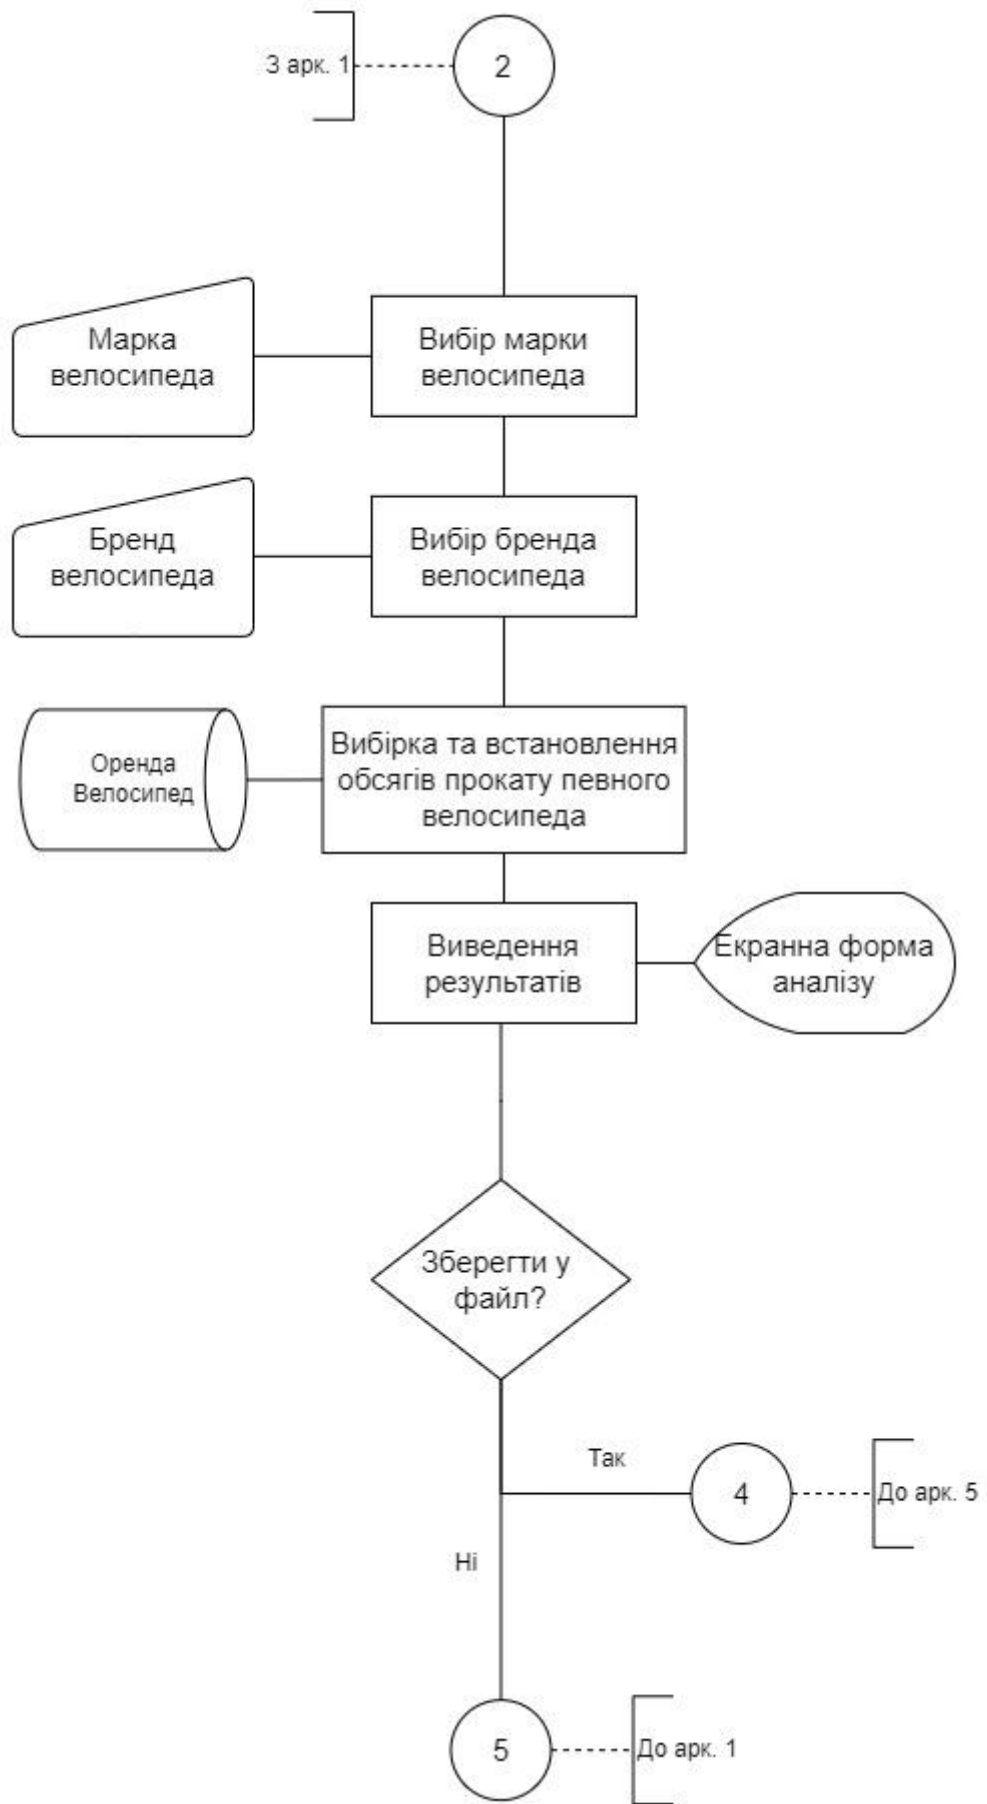 З арк. 1
2
Марка
велосипеда
Вибір марки
велосипеда
Бренд
велосипеда
Вибір бренда
велосипеда
Оренда
Велосипед
Вибірка та встановлення
обсягів прокату певного
велосипеда
Виведення
результатів
Екранна форма
аналізу
Зберегти у
файл?
Так
4
До арк. 5
Ні
5
До арк. 1